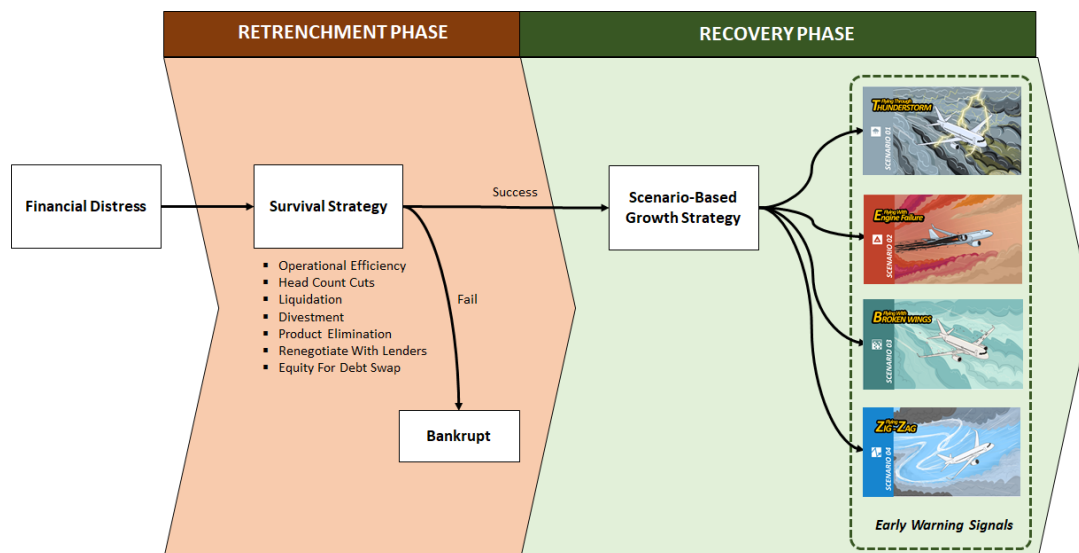 RETRENCHMENT PHASE
RECOVERY PHASE
Financial Distress
Survival Strategy
▪ Operational Efficiency
▪ Head Count Cuts
▪ Liquidation
▪ Divestment
▪ Product Elimination
▪ Renegotiate With Lenders
▪ Equity For Debt Swap
Success
Fail
Bankrupt
Scenario-Based
Growth Strategy
Flying Through
THUNDERSTORM
SCENARIO 01
Flying With
Engine Failure
SCENARIO 02
Flying With
BROKEN WINGS
SCENARIO 03
Flying
ZIG-ZAG
SCENARIO 04
Early Warning Signals